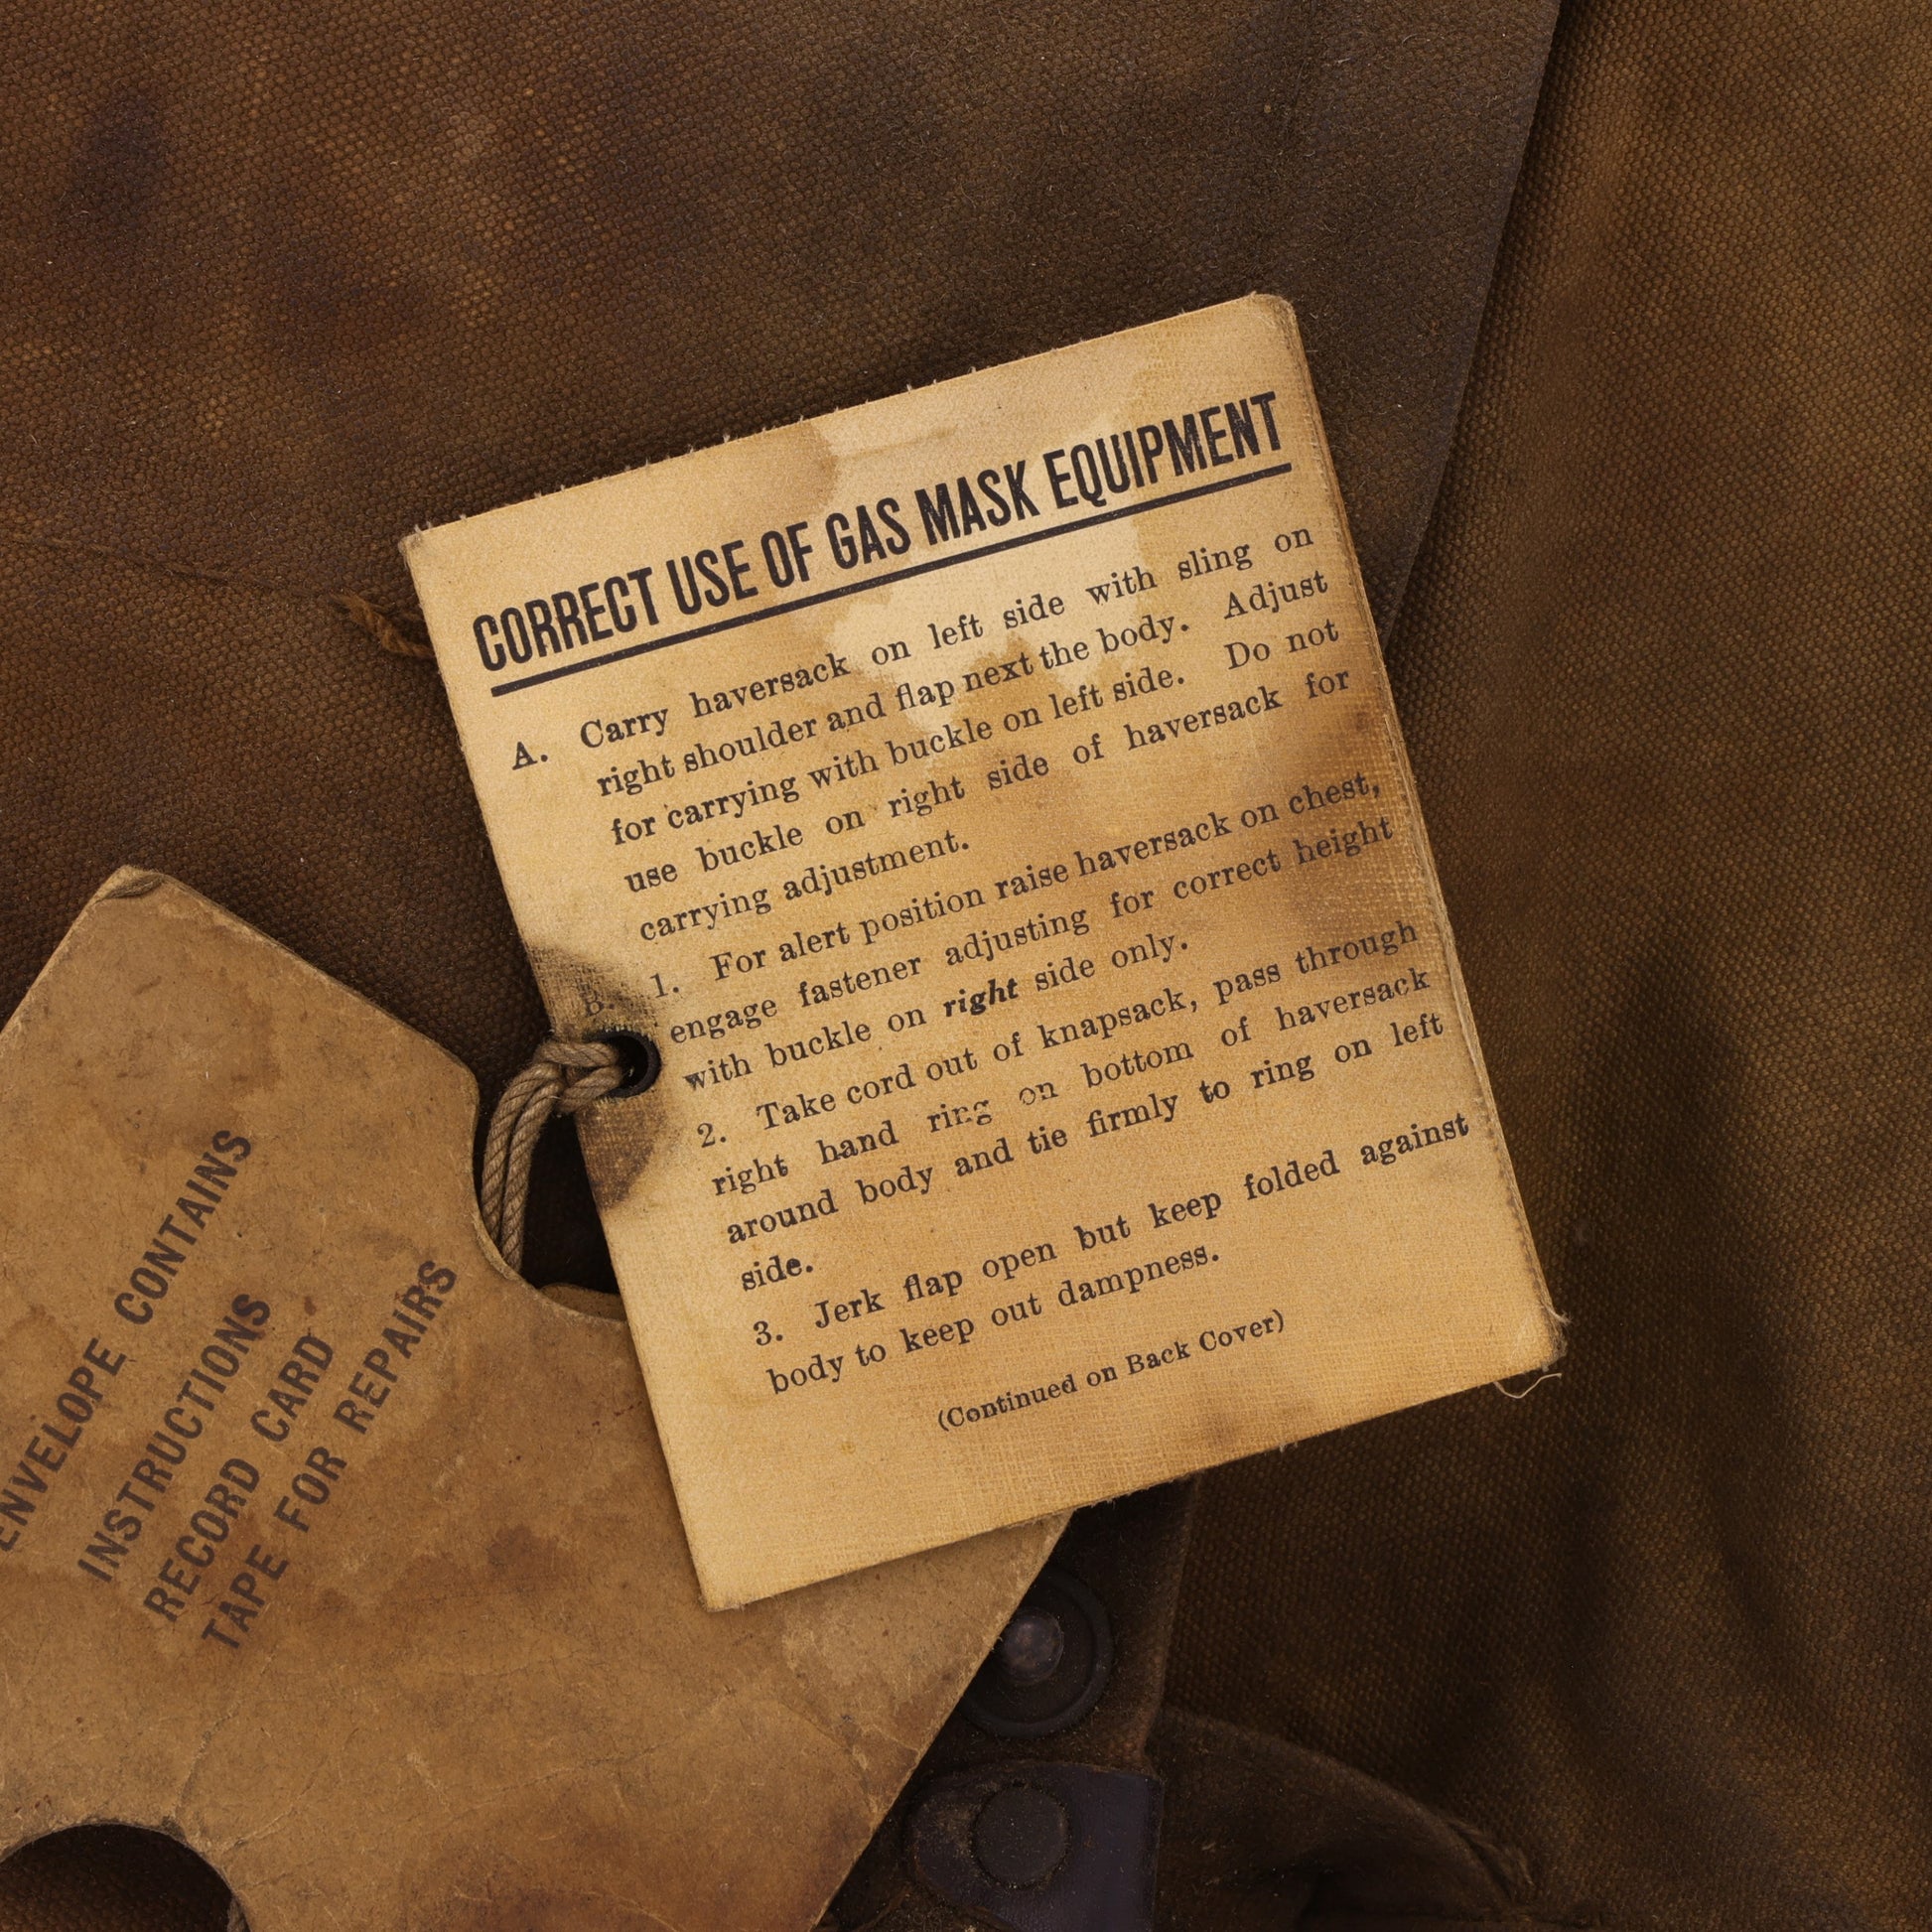 CORRECT USE OF GAS MASK EQUIPMENT
A. Carry haversack on left side with sling on
right shoulder and flap next the body. Adjust
for carrying with buckle on left side. Do not
use buckle on right side of haversack for
carrying adjustment.
B. 1. For alert position raise haversack on chest,
engage fastener adjusting for correct height
with buckle on right side only.
2. Take cord out of knapsack, pass through
right hand ring on bottom of haversack
around body and tie firmly to ring on left
side.
3. Jerk flap open but keep folded against
body to keep out dampness.
(Continued on Back Cover)
ENVELOPE CONTAINS
INSTRUCTIONS
RECORD CARD
TAPE FOR REPAIRS